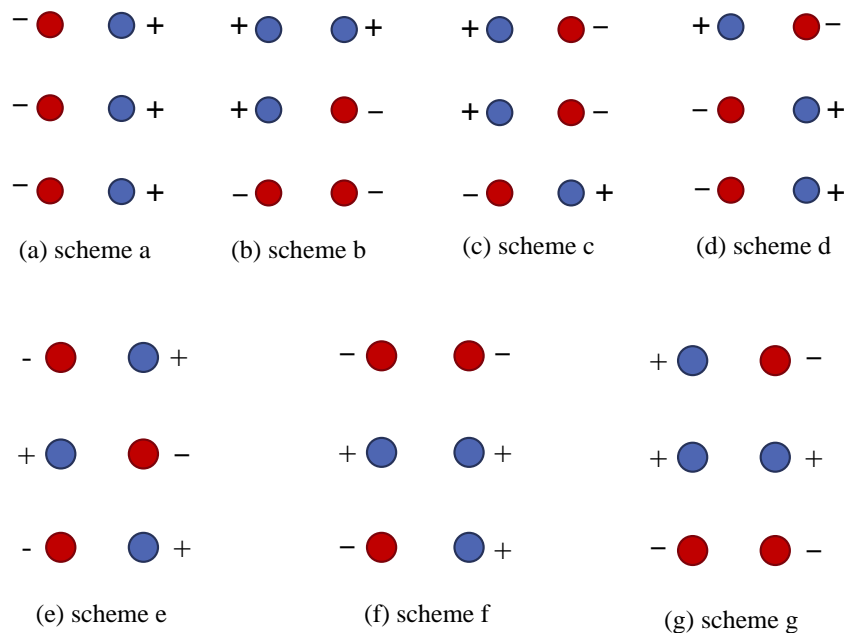 − + + + + − + −
− + + − + − − +
− + − − − + − +
(a) scheme a (b) scheme b (c) scheme c (d) scheme d
- + − − + −
+ − + + + +
- + − + − −
(e) scheme e (f) scheme f (g) scheme g